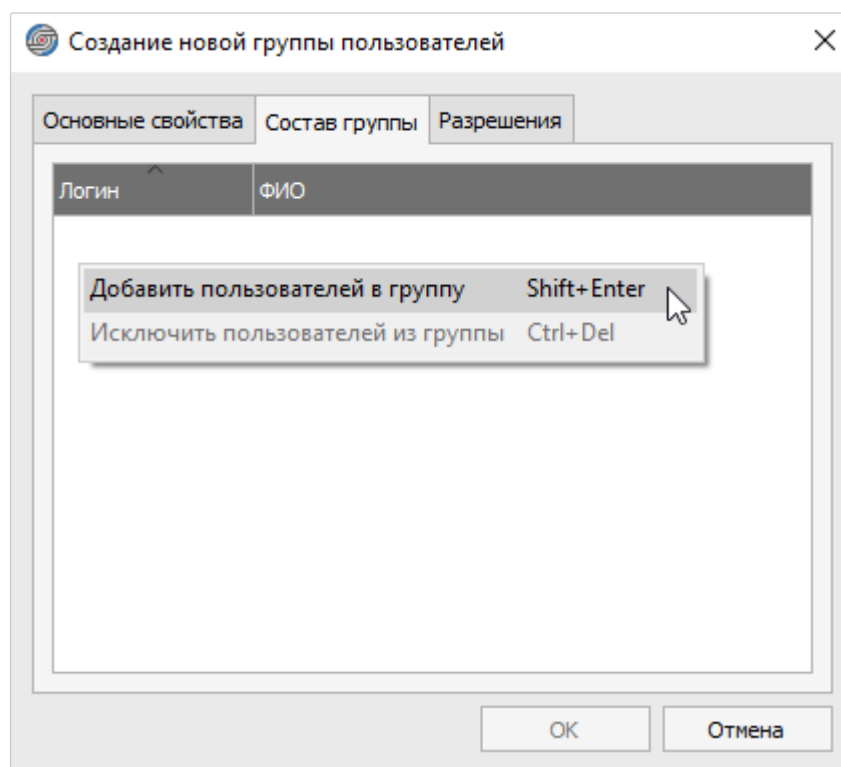 Создание новой группы пользователей
Основные свойства Состав группы Разрешения
Логин ФИО
Добавить пользователей в группу Shift+Enter
Исключить пользователей из группы Ctrl+Del
ОК Отмена